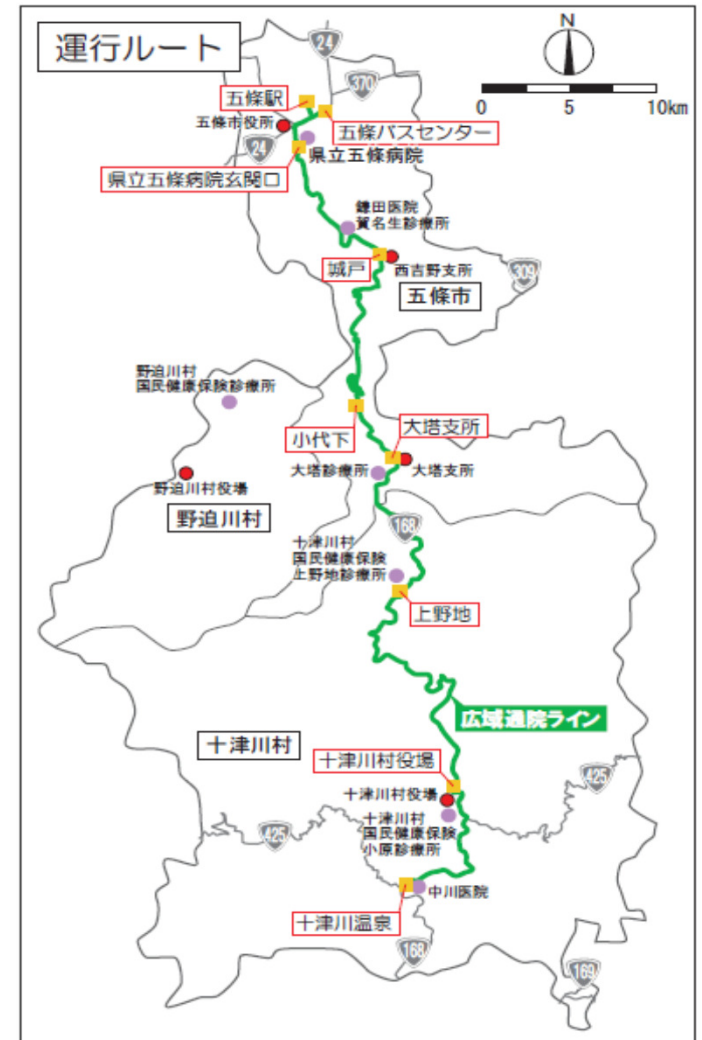 運行ルート
N
0 5 10km
24
370
五條駅
五條市役所
五條バスセンター
24
県立五條病院
県立五條病院玄関口
鎌田医院
賀名生診療所
城戸
西吉野支所
309
五條市
野迫川村
国民健康保険診療所
小代下
大塔支所
大塔診療所
大塔支所
野迫川村役場
野迫川村
168
十津川村
国民健康保険
上野地診療所
上野地
広域通院ライン
十津川村
十津川村役場
425
十津川村役場
十津川村
国民健康保険
小原診療所
425
中川医院
十津川温泉
168
169